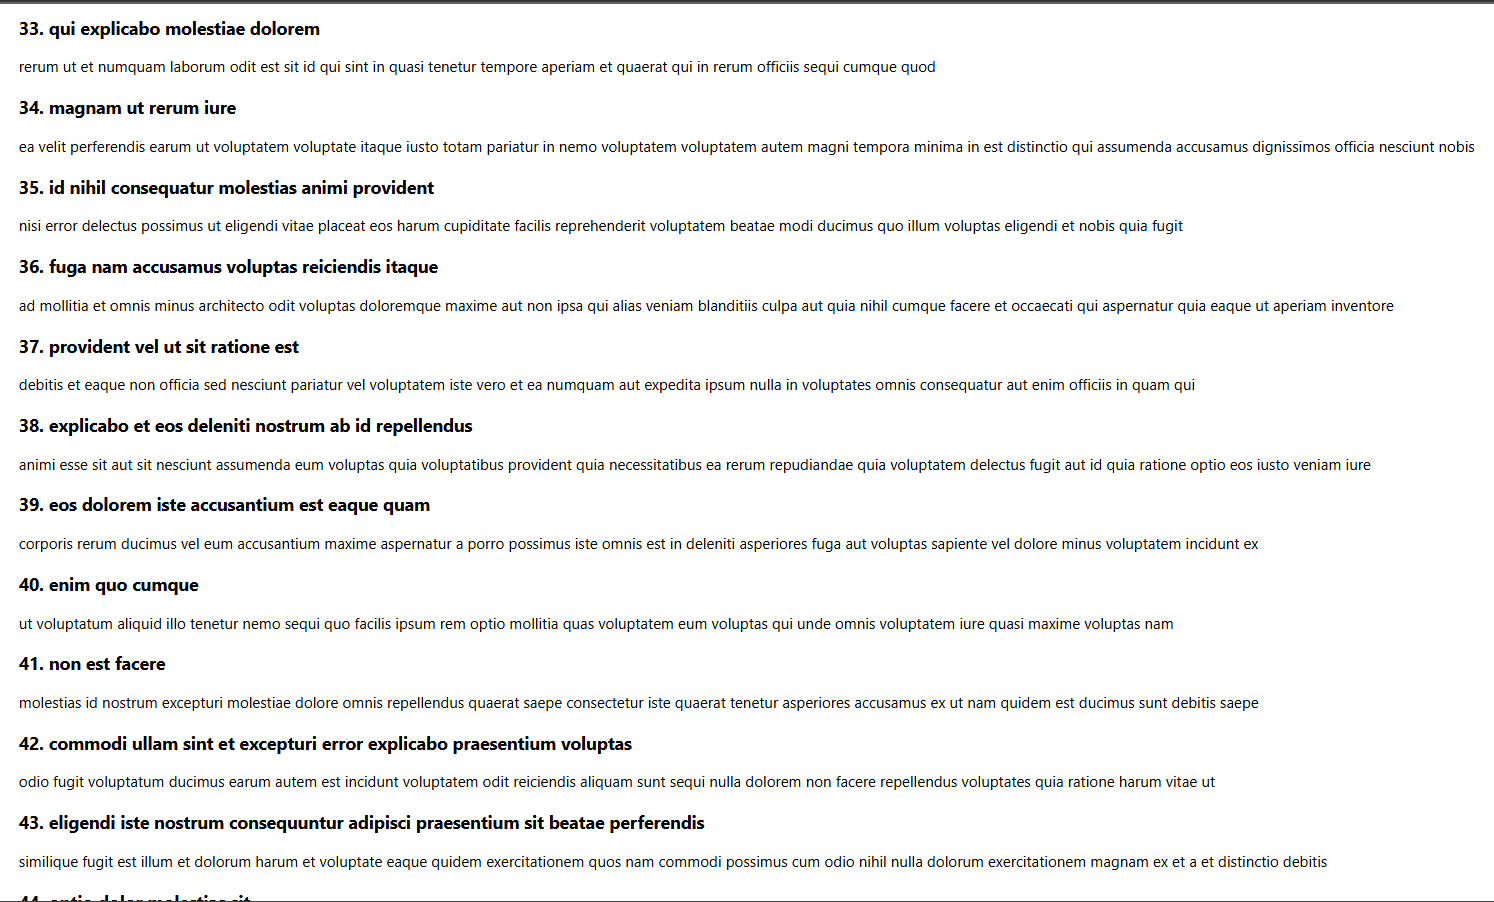 33. qui explicabo molestiae dolorem
rerum ut et numquam laborum odit est sit id qui sint in quasi tenetur tempore aperiam et quaerat qui in rerum officiis sequi cumque quod
34. magnam ut rerum iure
ea velit perferendis earum ut voluptatem voluptate itaque iusto totam pariatur in nemo voluptatem voluptatem autem magni tempora minima in est distinctio qui assumenda accusamus dignissimos officia nesciunt nobis
35. id nihil consequatur molestias animi provident
nisi error delectus possimus ut eligendi vitae placeat eos harum cupiditate facilis reprehenderit voluptatem beatae modi ducimus quo illum voluptas eligendi et nobis quia fugit
36. fuga nam accusamus voluptas reiciendis itaque
ad mollitia et omnis minus architecto odit voluptas doloremque maxime aut non ipsa qui alias veniam blanditiis culpa aut quia nihil cumque facere et occaecati qui aspernatur quia eaque ut aperiam inventore
37. provident vel ut sit ratione est
debitis et eaque non officia sed nesciunt pariatur vel voluptatem iste vero et ea numquam aut expedita ipsum nulla in voluptates omnis consequatur aut enim officiis in quam qui
38. explicabo et eos deleniti nostrum ab id repellendus
animi esse sit aut sit nesciunt assumenda eum voluptas quia voluptatibus provident quia necessitatibus ea rerum repudiandae quia voluptatem delectus fugit aut id quia ratione optio eos iusto veniam iure
39. eos dolorem iste accusantium est eaque quam
corporis rerum ducimus vel eum accusantium maxime aspernatur a porro possimus iste omnis est in deleniti asperiores fuga aut voluptas sapiente vel dolore minus voluptatem incidunt ex
40. enim quo cumque
ut voluptatum aliquid illo tenetur nemo sequi quo facilis ipsum rem optio mollitia quas voluptatem eum voluptas qui unde omnis voluptatem iure quasi maxime voluptas nam
41. non est facere
molestias id nostrum excepturi molestiae dolore omnis repellendus quaerat saepe consectetur iste quaerat tenetur asperiores accusamus ex ut nam quidem est ducimus sunt debitis saepe
42. commodi ullam sint et excepturi error explicabo praesentium voluptas
odio fugit voluptatum ducimus earum autem est incidunt voluptatem odit reiciendis aliquam sunt sequi nulla dolorem non facere repellendus voluptates quia ratione harum vitae ut
43. eligendi iste nostrum consequuntur adipisci praesentium sit beatae perferendis
similique fugit est illum et dolorum harum et voluptate eaque quidem exercitationem quos nam commodi possimus cum odio nihil nulla dolorum exercitationem magnam ex et a et distinctio debitis